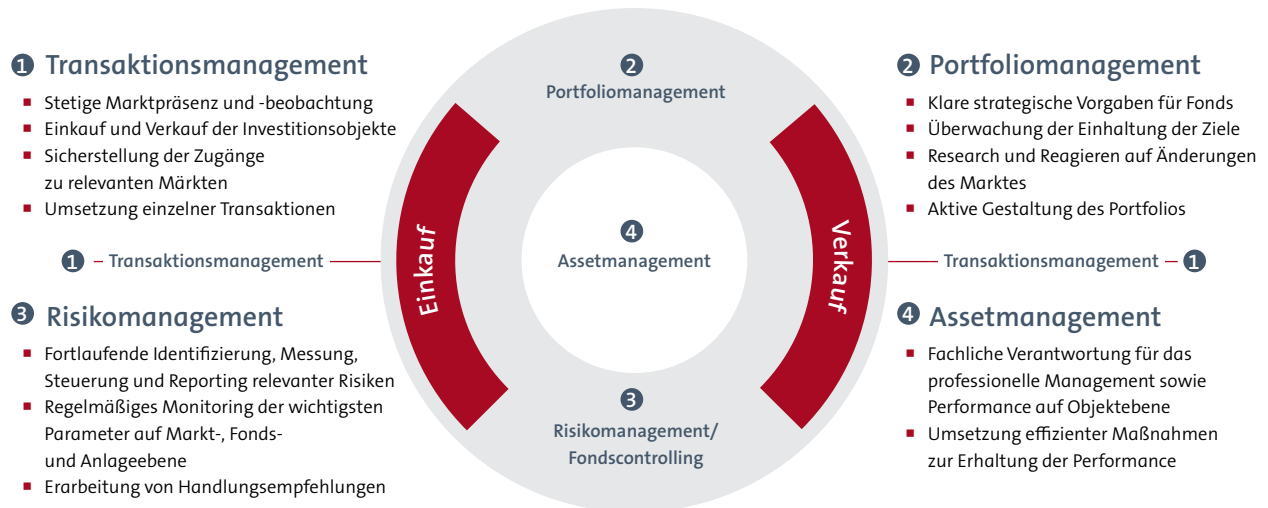 ❶ Transaktionsmanagement
▪ Stetige Marktpräsenz und -beobachtung
▪ Einkauf und Verkauf der Investitionsobjekte
▪ Sicherstellung der Zugänge
zu relevanten Märkten
▪ Umsetzung einzelner Transaktionen
❶ – Transaktionsmanagement
❸ Risikomanagement
▪ Fortlaufende Identifizierung, Messung,
Steuerung und Reporting relevanter Risiken
▪ Regelmäßiges Monitoring der wichtigsten
Parameter auf Markt-, Fonds-
und Anlageebene
▪ Erarbeitung von Handlungsempfehlungen
❷
Portfoliomanagement
Einkauf
❹
Assetmanagement
Verkauf
❸
Risikomanagement/
Fondscontrolling
❷ Portfoliomanagement
▪ Klare strategische Vorgaben für Fonds
▪ Überwachung der Einhaltung der Ziele
▪ Research und Reagieren auf Änderungen
des Marktes
▪ Aktive Gestaltung des Portfolios
Transaktionsmanagement – ❶
❹ Assetmanagement
▪ Fachliche Verantwortung für das
professionelle Management sowie
Performance auf Objektebene
▪ Umsetzung effizienter Maßnahmen
zur Erhaltung der Performance